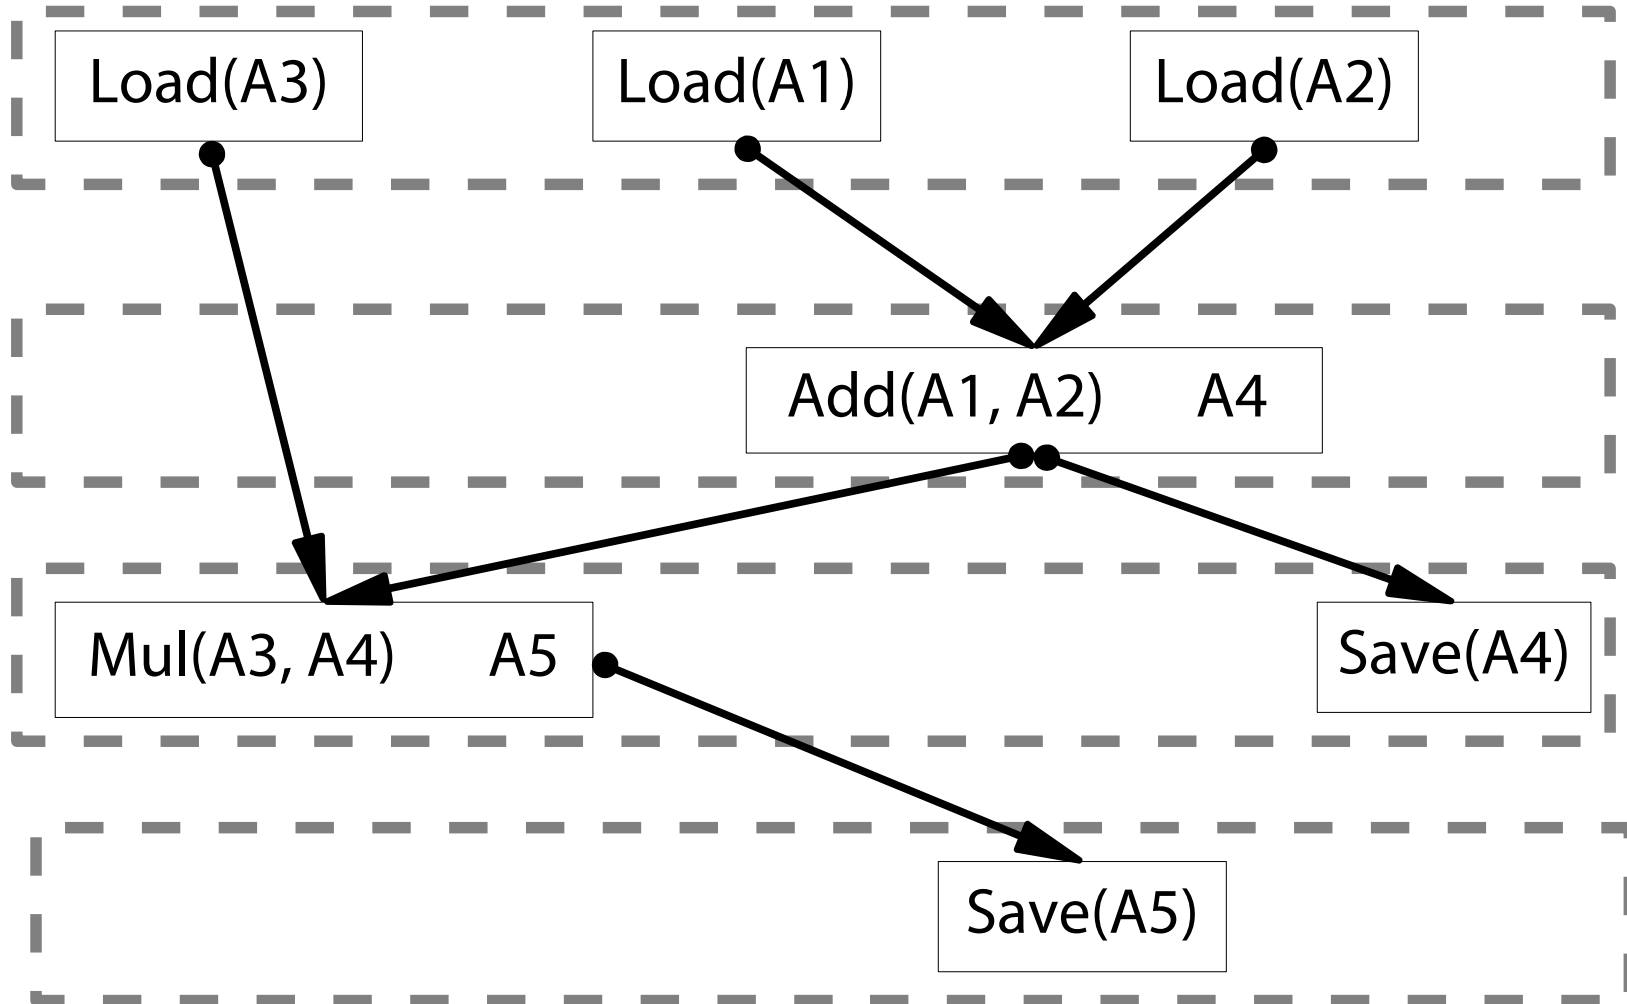 Load(A3)
Load(A1)
Load(A2)
Add(A1, A2) A4
Mul(A3, A4) A5
Save(A4)
Save(A5)